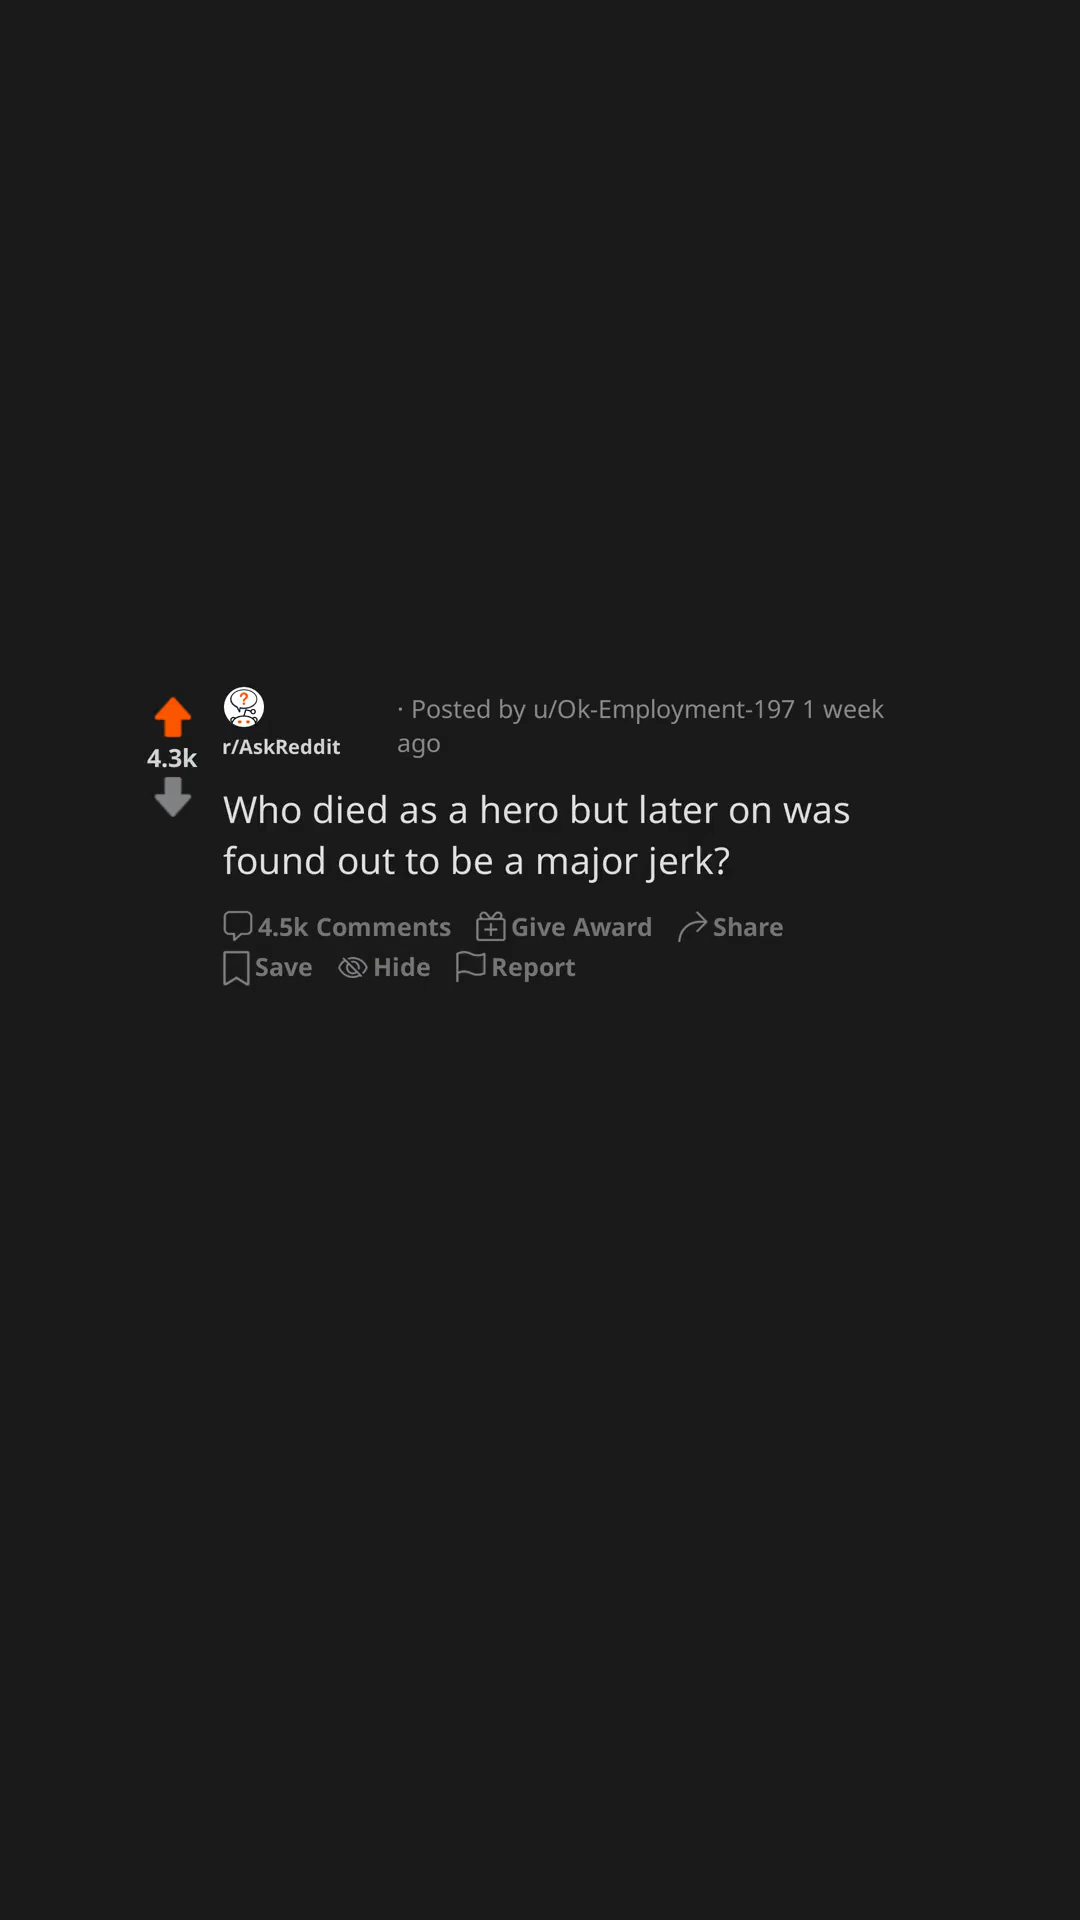 4.3k
r/AskReddit
· Posted by u/Ok-Employment-197 1 week
ago
Who died as a hero but later on was
found out to be a major jerk?
4.5k Comments Give Award Share
Save Hide Report